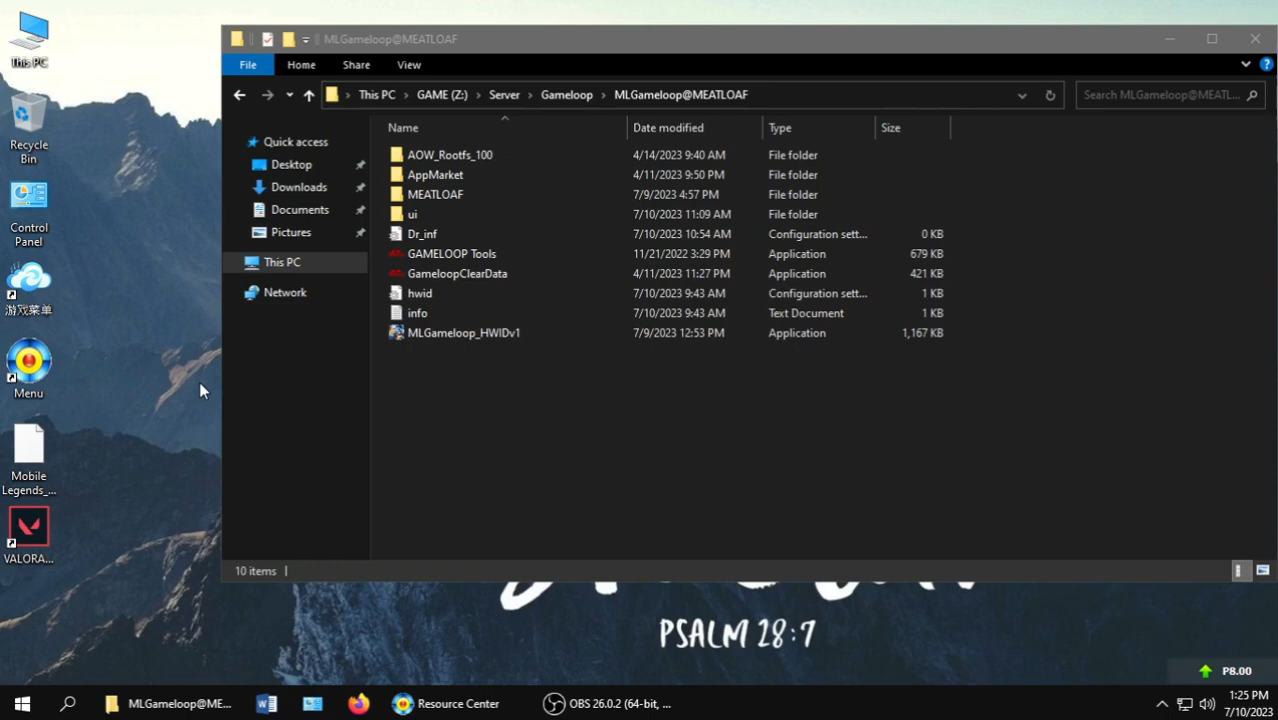 This PC
Recycle
Bin
Control
Panel
游戏菜单
Menu
Mobile
Legends_...
VALORA...
MLGameloop@MEATLOAF
File
Home
Share
View
This PC
GAME (Z:)
Server
Gameloop
MLGameloop@MEATLOAF
Search MLGameloop@MEATL...
Quick access
Desktop
Downloads
Documents
Pictures
This PC
Network
Name Date modified Type Size
AOW_Rootfs_100 4/14/2023 9:40 AM File folder
AppMarket 4/11/2023 9:50 PM File folder
MEATLOAF 7/9/2023 4:57 PM File folder
ui 7/10/2023 11:09 AM File folder
Dr_inf 7/10/2023 10:54 AM Configuration sett... 0 KB
GAMELOOP Tools 11/21/2022 3:29 PM Application 679 KB
GameloopClearData 4/11/2023 11:27 PM Application 421 KB
hwid 7/10/2023 9:43 AM Configuration sett... 1 KB
info 7/10/2023 9:43 AM Text Document 1 KB
MLGameloop_HWIDv1 7/9/2023 12:53 PM Application 1,167 KB
10 items
PSALM 28:7
P8.00
MLGameloop@ME...
Resource Center
OBS 26.0.2 (64-bit, ...
1:25 PM
7/10/2023